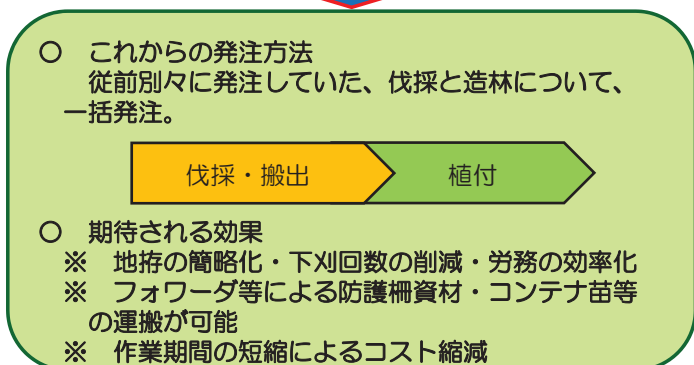 ○ これからの発注方法
従前別々に発注していた、伐採と造林について、
一括発注。
伐採・搬出
植付
○ 期待される効果
※ 地拵の簡略化・下刈回数の削減・労務の効率化
※ フォワーダ等による防護柵資材・コンテナ苗等
の運搬が可能
※ 作業期間の短縮によるコスト縮減